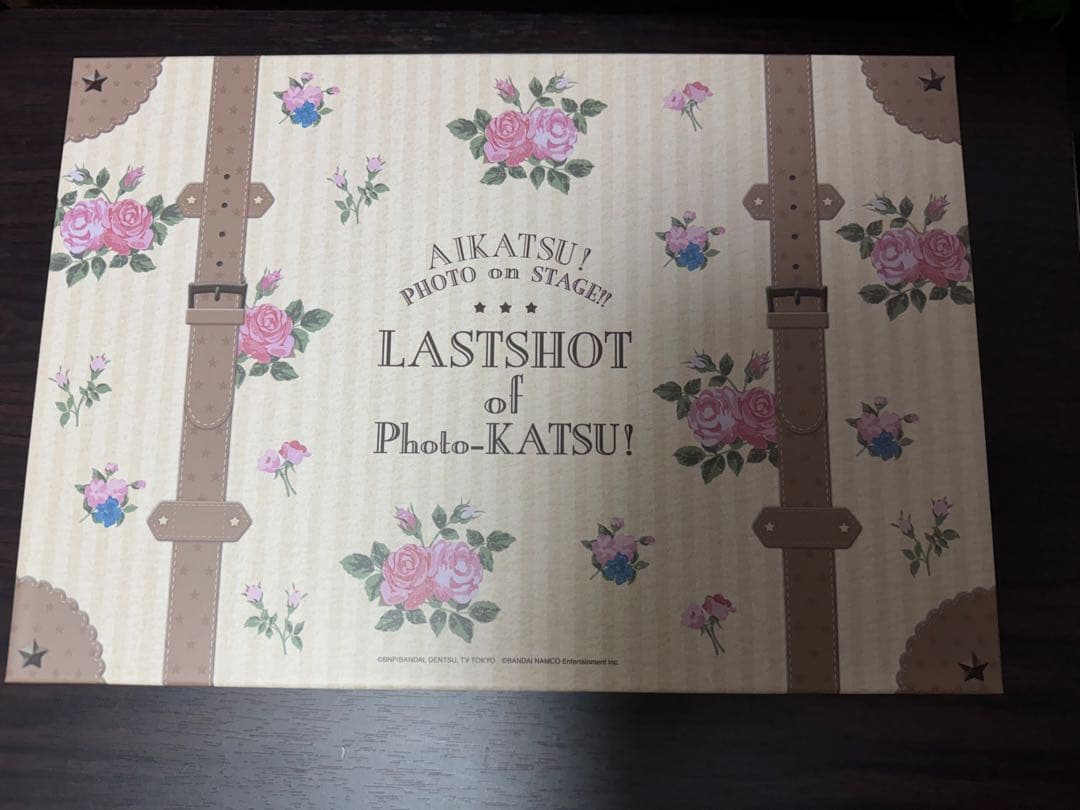 AIKATSU!
PHOTO on STAGE!!
★ ★ ★
LASTSHOT
of
Photo-KATSU!
©BNP/BANDAI, DENTSU, TV TOKYO ©BANDAI NAMCO Entertainment Inc.